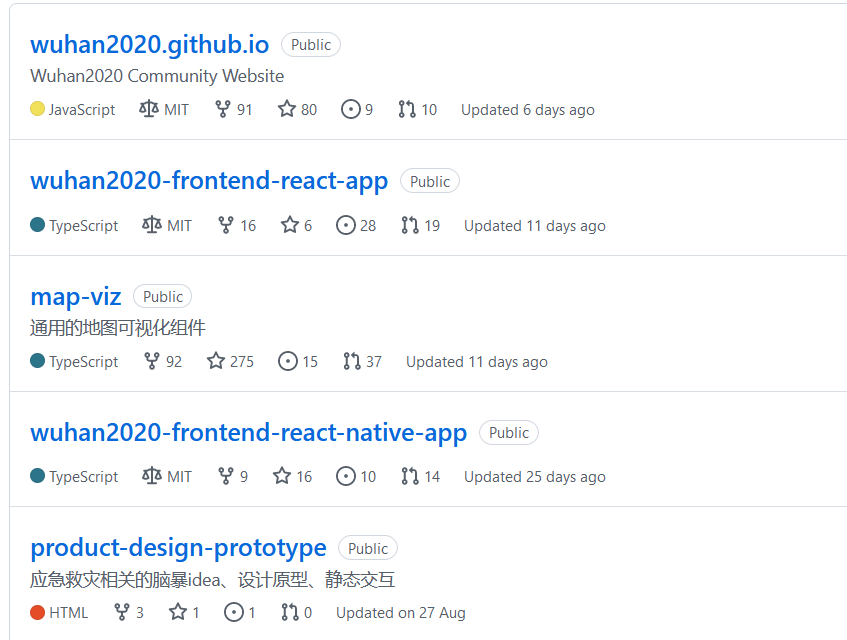 wuhan2020.github.io Public
Wuhan2020 Community Website
JavaScript MIT 91 80 9 10 Updated 6 days ago
wuhan2020-frontend-react-app Public
TypeScript MIT 16 6 28 19 Updated 11 days ago
map-viz Public
通用的地图可视化组件
TypeScript 92 275 15 37 Updated 11 days ago
wuhan2020-frontend-react-native-app Public
TypeScript MIT 9 16 10 14 Updated 25 days ago
product-design-prototype Public
应急救灾相关的脑暴idea、设计原型、静态交互
HTML 3 1 1 0 Updated on 27 Aug